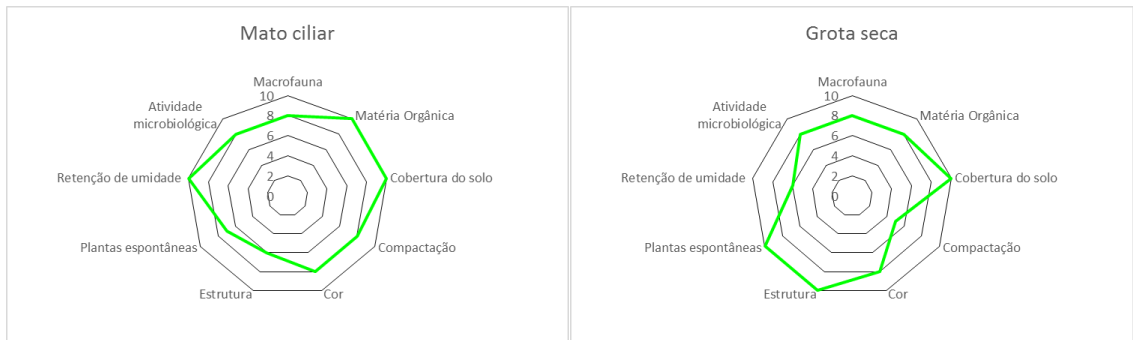 Mato ciliar
Macrofauna
10
8
6
4
2
0
Matéria Orgânica
Cobertura do solo
Compactação
Cor
Estrutura
Plantas espontâneas
Retenção de umidade
Atividade
microbiológica
Grota seca
Macrofauna
10
8
6
4
2
0
Matéria Orgânica
Cobertura do solo
Compactação
Cor
Estrutura
Plantas espontâneas
Retenção de umidade
Atividade
microbiológica